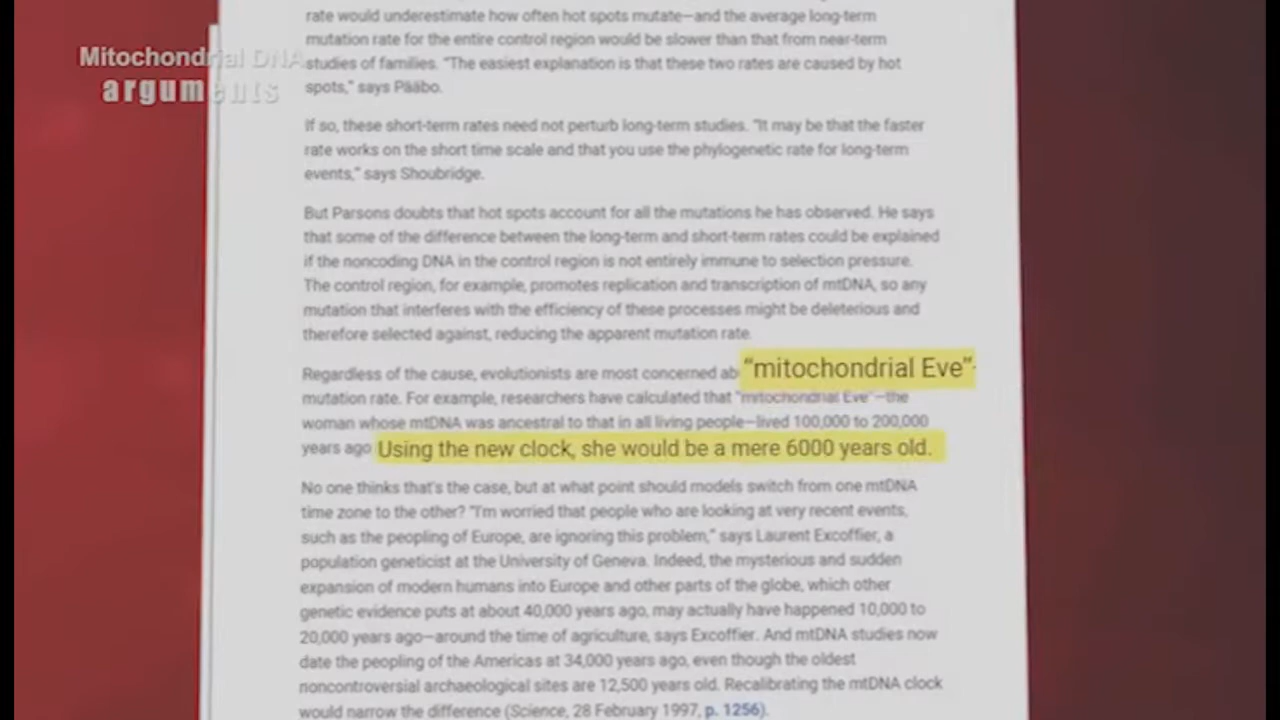 Mitochondrial DNA
arguments
rate would underestimate how often hot spots mutate—and the average long-term
mutation rate for the entire control region would be slower than that from near-term
studies of families. "The easiest explanation is that these two rates are caused by hot
spots," says Pääbo.
If so, these short-term rates need not perturb long-term studies. "It may be that the faster
rate works on the short time scale and that you use the phylogenetic rate for long-term
events," says Shoubridge.
But Parsons doubts that hot spots account for all the mutations he has observed. He says
that some of the difference between the long-term and short-term rates could be explained
if the noncoding DNA in the control region is not entirely immune to selection pressure.
The control region, for example, promotes replication and transcription of mtDNA, so any
mutation that interferes with the efficiency of these processes might be deleterious and
therefore selected against, reducing the apparent mutation rate.
Regardless of the cause, evolutionists are most concerned ab "mitochondrial Eve"
mutation rate. For example, researchers have calculated that "mitochondrial Eve"—the
woman whose mtDNA was ancestral to that in all living people—lived 100,000 to 200,000
years ago Using the new clock, she would be a mere 6000 years old.
No one thinks that's the case, but at what point should models switch from one mtDNA
time zone to the other? "I'm worried that people who are looking at very recent events,
such as the peopling of Europe, are ignoring this problem," says Laurent Excoffier, a
population geneticist at the University of Geneva. Indeed, the mysterious and sudden
expansion of modern humans into Europe and other parts of the globe, which other
genetic evidence puts at about 40,000 years ago, may actually have happened 10,000 to
20,000 years ago—around the time of agriculture, says Excoffier. And mtDNA studies now
date the peopling of the Americas at 34,000 years ago, even though the oldest
noncontroversial archaeological sites are 12,500 years old. Recalibrating the mtDNA clock
would narrow the difference (Science, 28 February 1997, p. 1256).